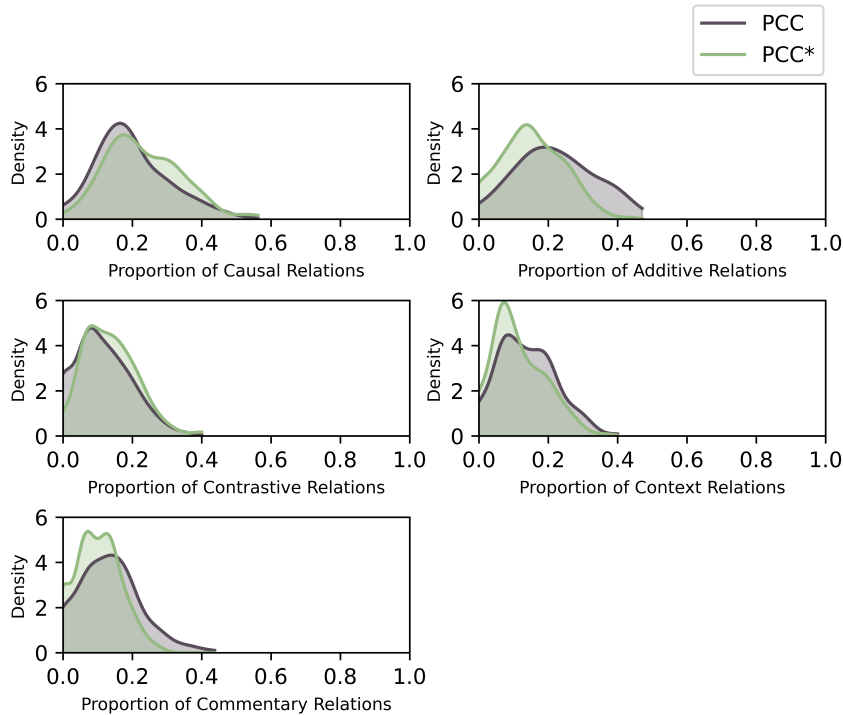 PCC
PCC*
6
4
2
0
Density
0.0 0.2 0.4 0.6 0.8 1.0
Proportion of Causal Relations
6
4
2
0
Density
0.0 0.2 0.4 0.6 0.8 1.0
Proportion of Additive Relations
6
4
2
0
Density
0.0 0.2 0.4 0.6 0.8 1.0
Proportion of Contrastive Relations
6
4
2
0
Density
0.0 0.2 0.4 0.6 0.8 1.0
Proportion of Context Relations
6
4
2
0
Density
0.0 0.2 0.4 0.6 0.8 1.0
Proportion of Commentary Relations